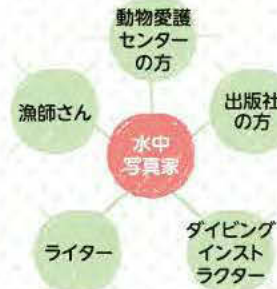 動物愛護
センター
の方
漁師さん
出版社
の方
水中
写真家
ライター
ダイビング
インスト
ラクター